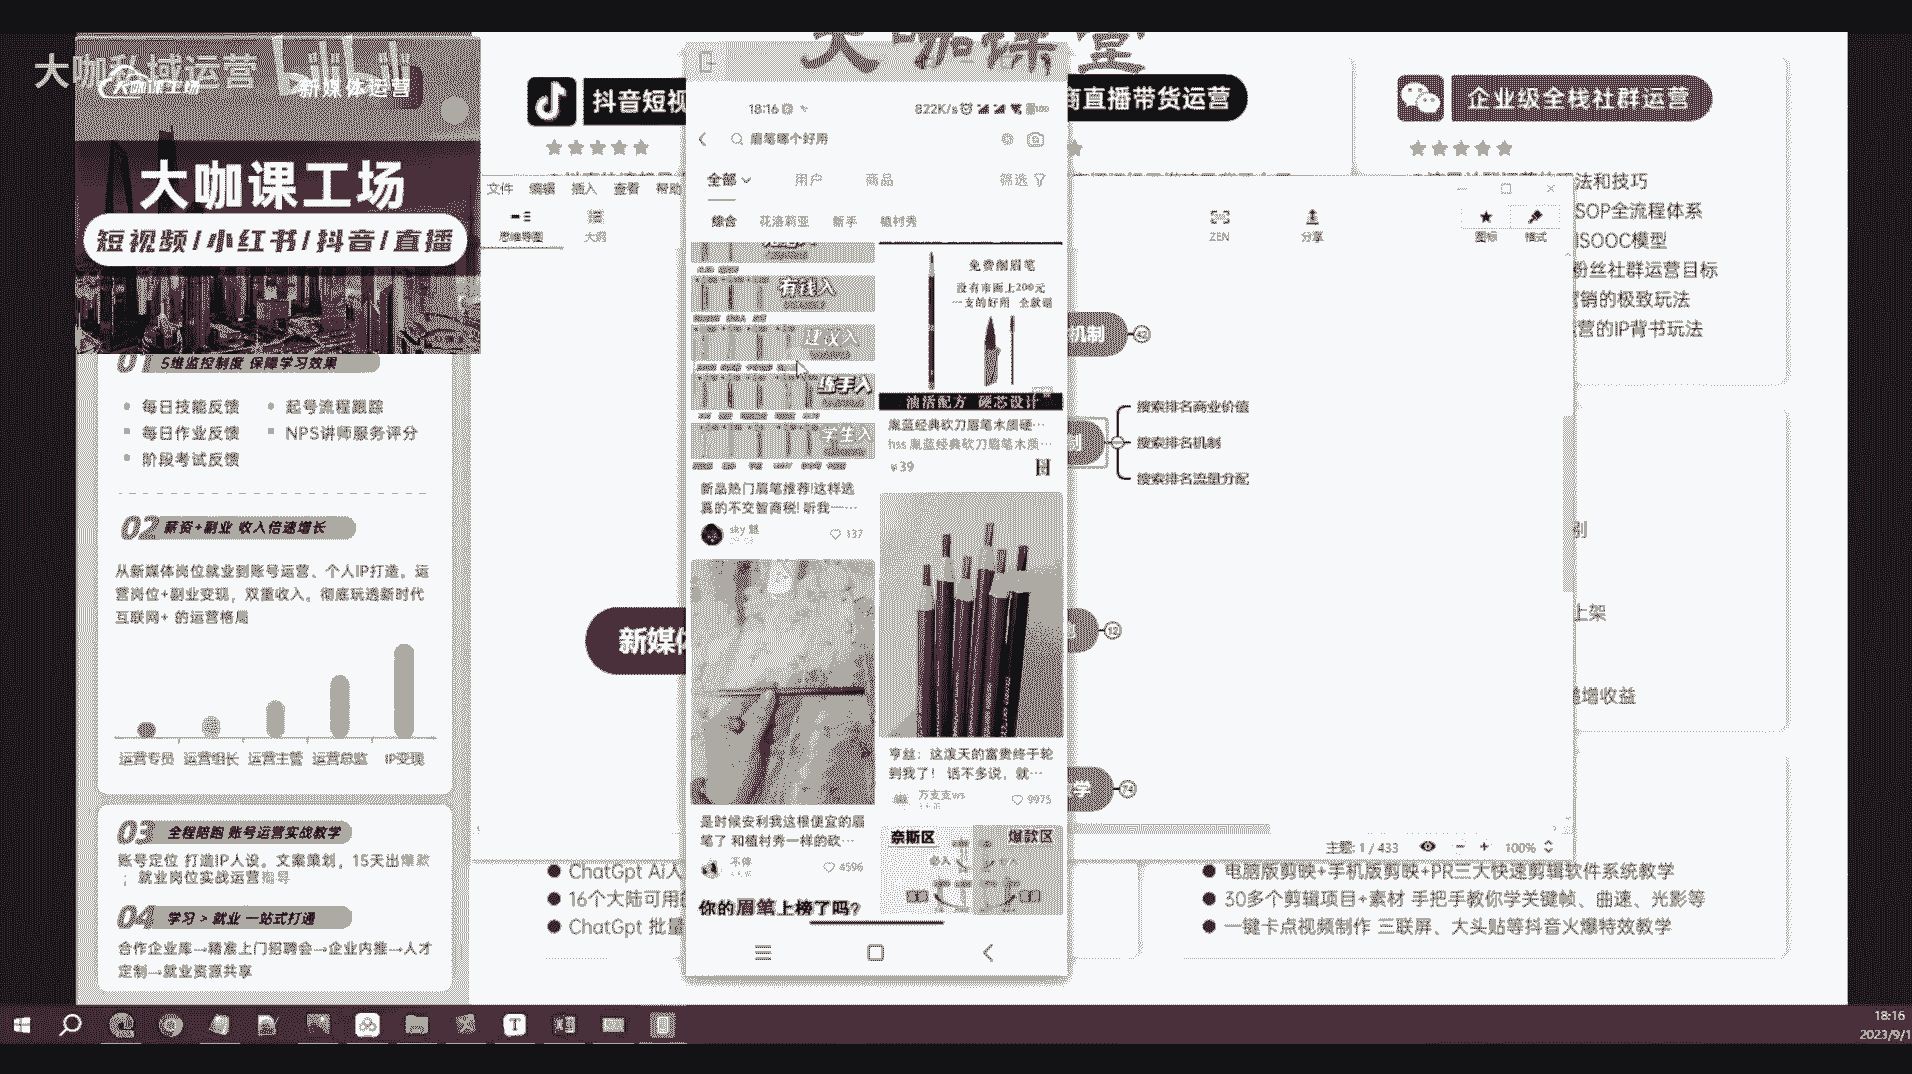 大咖私域运营
大咖课工场
新媒体运营
大咖课工场
短视频/小红书/抖音/直播
01 5维监控制度 保障学习效果
每日技能反馈
起号流程跟踪
每日作业反馈
NPS讲师服务评分
阶段考试反馈
02 薪资+副业 收入倍速增长
从新媒体岗位就业到账号运营、个人IP打造。运
营岗位+副业变现，双重收入。彻底玩透新时代
互联网+ 的运营格局
运营专员 运营组长 运营主管 运营总监 IP变现
03 全程陪跑 账号运营实战教学
账号定位 打造IP人设。文案策划，15天出爆款
；就业岗位实战运营指导
04 学习 > 就业 一站式打通
合作企业库→精准上门招聘会→企业内推→人才
定制→就业资源共享
大咖课堂
抖音短视
商直播带货运营
企业级全栈社群运营
法和技巧
SOP全流程体系
ISOOC模型
粉丝社群运营目标
营销的极致玩法
营的IP背书玩法
文件 编辑 插入 查看 帮助
思维导图 大纲
ZEN 分享 图标 格式
机制 42
制
搜索排名商业价值
搜索排名机制
搜索排名流量分配
新媒体
12
学 74
别
上架
增收益
主题: 1 / 433
100%
18:16
822K/s
眉笔哪个好用
全部 用户 商品 筛选
综合 花洛莉亚 新手 植村秀
有钱入
建议入
练手入
学生入
新品热门眉笔推荐!这样选
真的不交智商税! 听我一…
sky
137
是时候安利我这根便宜的眉
笔了 和植村秀一样的砍…
不停
4596
你的眉笔上榜了吗?
免费削眉笔
没有市面上200元
一支的好用 全额退
油活配方 硬芯设计
胤蓝经典砍刀眉笔木质硬…
hss 胤蓝经典砍刀眉笔木质…
¥39
亨丝：这泼天的富贵终于轮
到我了！ 话不多说，就…
万支支ws
9975
奈斯区
爆款区
必入
ChatGpt Ai人
16个大陆可用
ChatGpt 批量
电脑版剪映+手机版剪映+PR三大快速剪辑软件系统教学
30多个剪辑项目+素材 手把手教你学关键帧、曲速、光影等
一键卡点视频制作 三联屏、大头贴等抖音火爆特效教学
18:16
2023/9/1